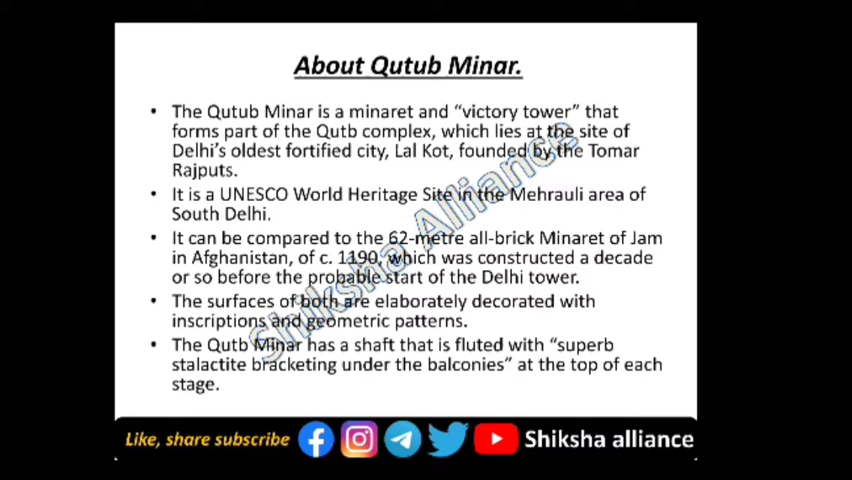 About Qutub Minar.
• The Qutub Minar is a minaret and “victory tower” that
forms part of the Qutb complex, which lies at the site of
Delhi’s oldest fortified city, Lal Kot, founded by the Tomar
Rajputs.
• It is a UNESCO World Heritage Site in the Mehrauli area of
South Delhi.
• It can be compared to the 62-metre all-brick Minaret of Jam
in Afghanistan, of c. 1190, which was constructed a decade
or so before the probable start of the Delhi tower.
• The surfaces of both are elaborately decorated with
inscriptions and geometric patterns.
• The Qutb Minar has a shaft that is fluted with “superb
stalactite bracketing under the balconies” at the top of each
stage.
Shiksha Alliance
Like, share subscribe Shiksha alliance